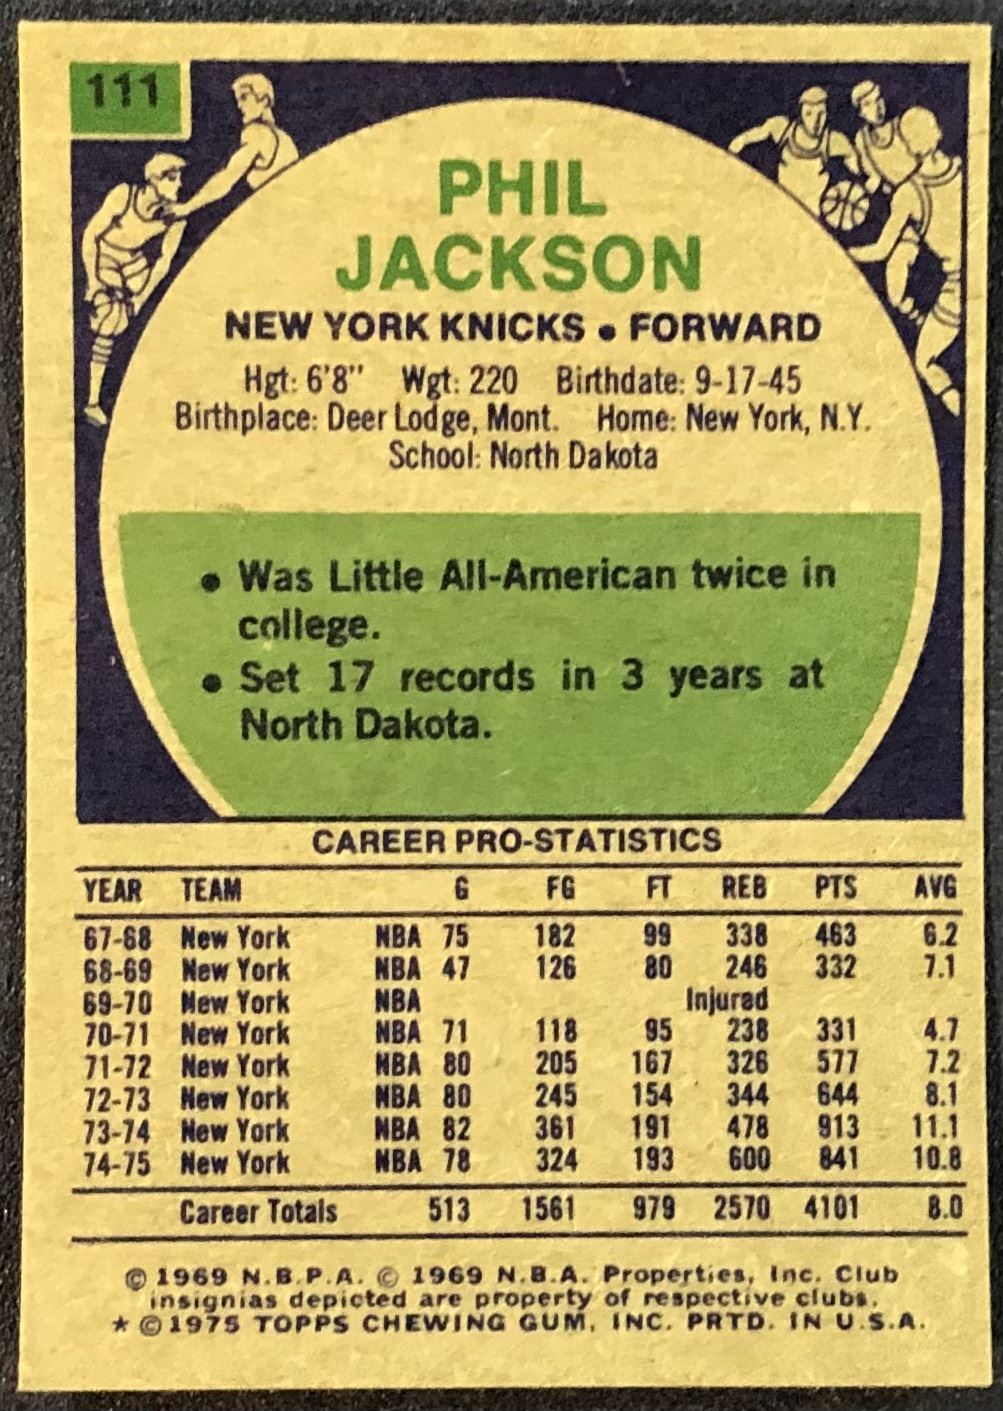 111
PHIL
JACKSON
NEW YORK KNICKS • FORWARD
Hgt: 6'8" Wgt: 220 Birthdate: 9-17-45
Birthplace: Deer Lodge, Mont. Home: New York, N.Y.
School: North Dakota
• Was Little All-American twice in
college.
• Set 17 records in 3 years at
North Dakota.
CAREER PRO-STATISTICS
YEAR TEAM G FG FT REB PTS AVG
67-68 New York NBA 75 182 99 338 463 6.2
68-69 New York NBA 47 126 80 246 332 7.1
69-70 New York NBA Injured
70-71 New York NBA 71 118 95 238 331 4.7
71-72 New York NBA 80 205 167 326 577 7.2
72-73 New York NBA 80 245 154 344 644 8.1
73-74 New York NBA 82 361 191 478 913 11.1
74-75 New York NBA 78 324 193 600 841 10.8
Career Totals 513 1561 979 2570 4101 8.0
© 1969 N.B.P.A. © 1969 N.B.A. Properties, Inc. Club
insignias depicted are property of respective clubs.
* © 1975 TOPPS CHEWING GUM, INC. PRTD. IN U.S.A.